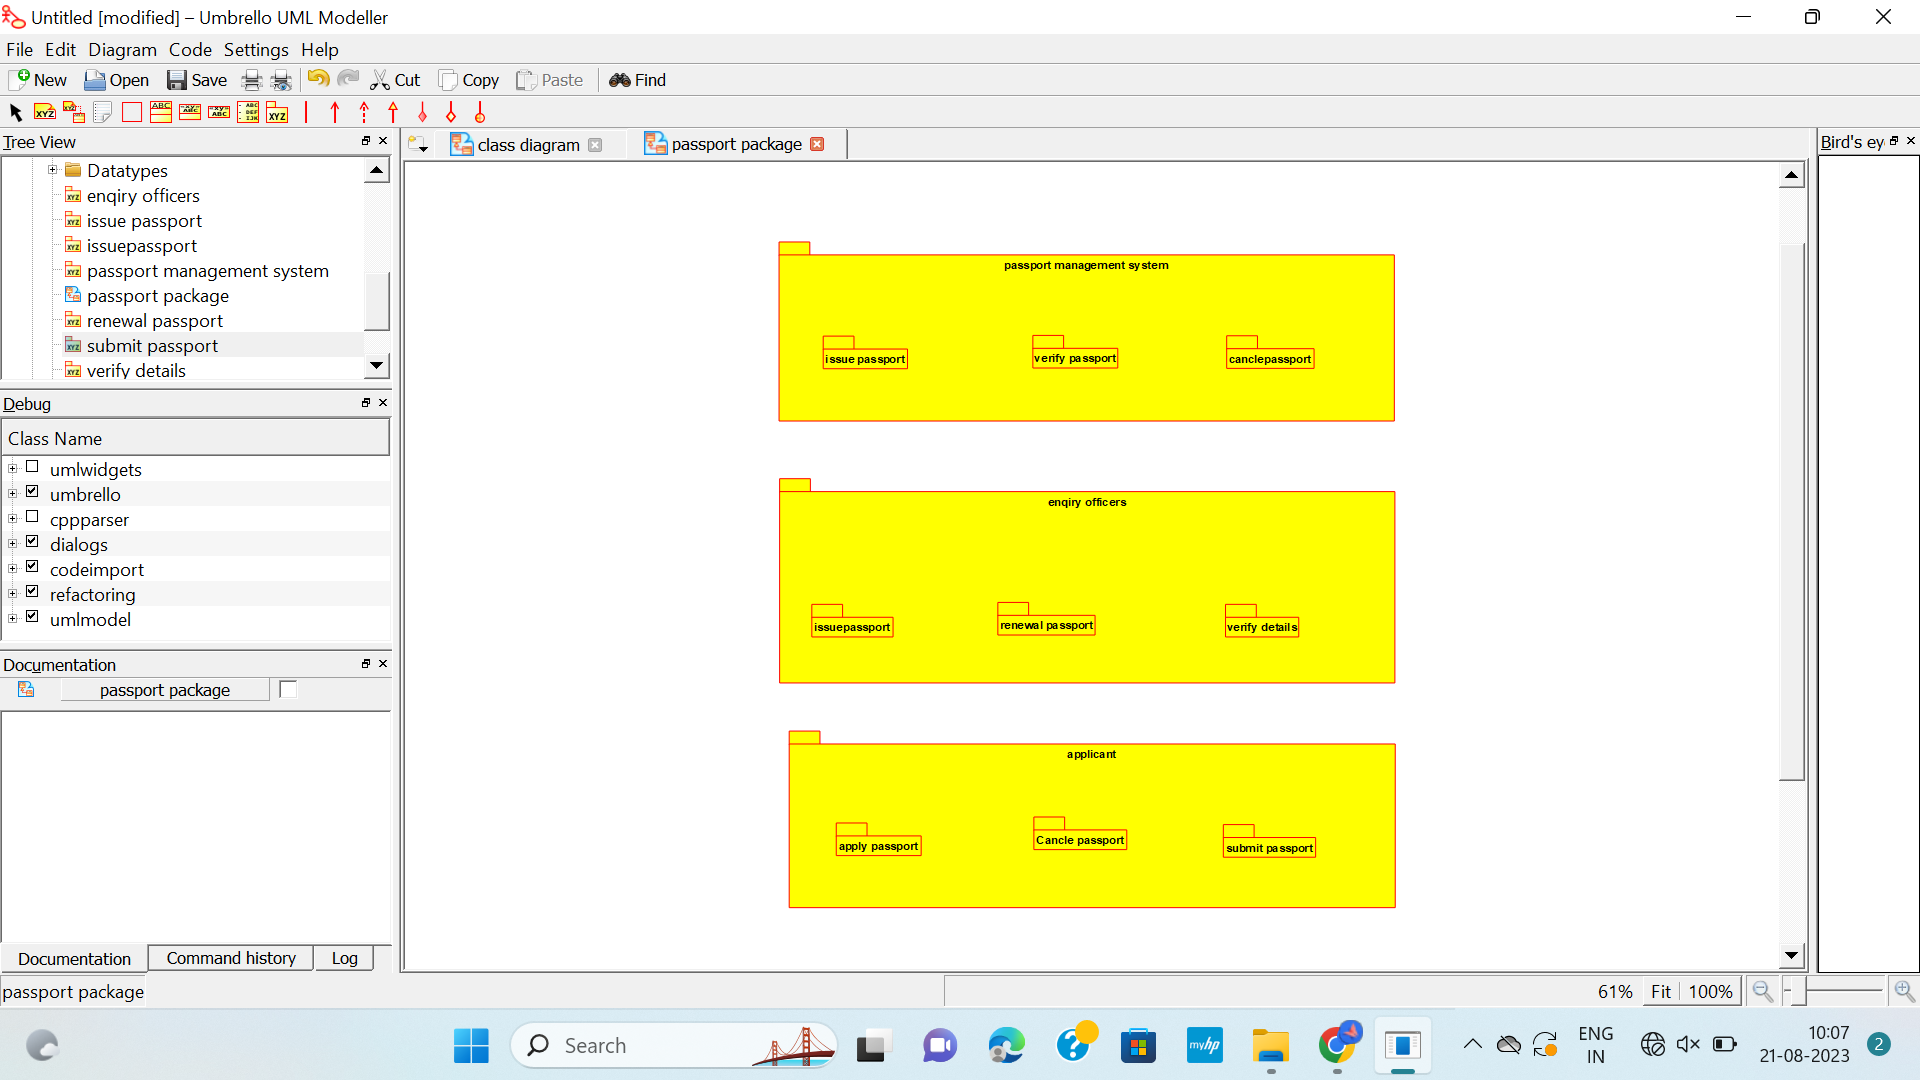 Untitled [modified] – Umbrello UML Modeller
File Edit Diagram Code Settings Help
New Open Save Cut Copy Paste Find
Tree View
Datatypes
enqiry officers
issue passport
issuepassport
passport management system
passport package
renewal passport
submit passport
verify details
Debug
Class Name
umlwidgets
umbrello
cppparser
dialogs
codeimport
refactoring
umlmodel
Documentation
passport package
Documentation Command history Log
passport package
class diagram passport package
Bird's ey
passport management system
issue passport verify passport canclepassport
enqiry officers
issuepassport renewal passport verify details
applicant
apply passport Cancle passport submit passport
61% Fit 100%
Search
myhp
ENG
IN
10:07
21-08-2023
2